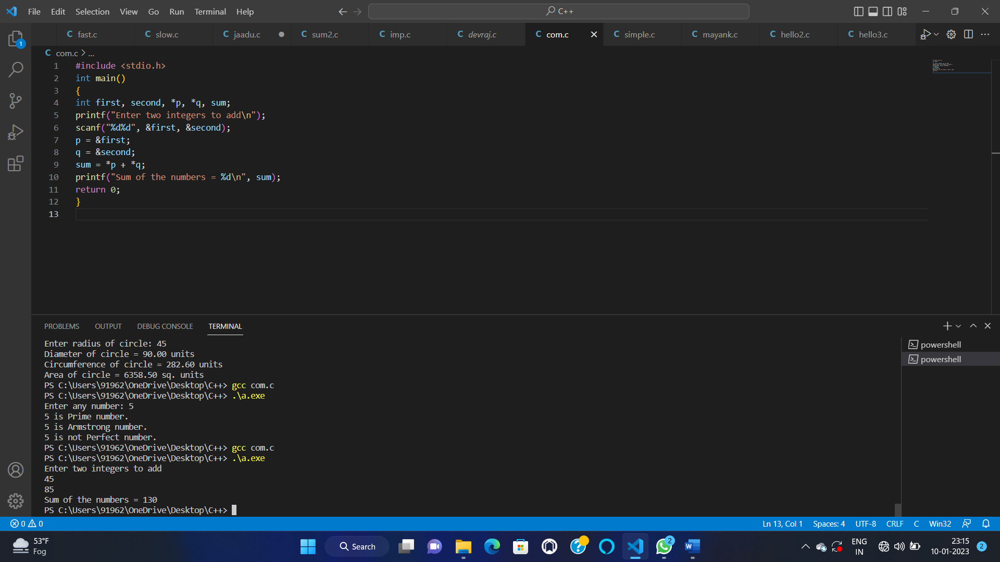 File Edit Selection View Go Run Terminal Help
C++
C fast.c C slow.c C jaadu.c C sum2.c C imp.c C devraj.c C com.c C simple.c C mayank.c C hello2.c C hello3.c
1
C com.c > ...
1 #include <stdio.h>
2 int main()
3 {
4 int first, second, *p, *q, sum;
5 printf("Enter two integers to add\n");
6 scanf("%d%d", &first, &second);
7 p = &first;
8 q = &second;
9 sum = *p + *q;
10 printf("Sum of the numbers = %d\n", sum);
11 return 0;
12 }
13
PROBLEMS OUTPUT DEBUG CONSOLE TERMINAL
powershell
powershell
Enter radius of circle: 45
Diameter of circle = 90.00 units
Circumference of circle = 282.60 units
Area of circle = 6358.50 sq. units
PS C:\Users\91962\OneDrive\Desktop\C++> gcc com.c
PS C:\Users\91962\OneDrive\Desktop\C++> .\a.exe
Enter any number: 5
5 is Prime number.
5 is Armstrong number.
5 is not Perfect number.
PS C:\Users\91962\OneDrive\Desktop\C++> gcc com.c
PS C:\Users\91962\OneDrive\Desktop\C++> .\a.exe
Enter two integers to add
45
85
Sum of the numbers = 130
PS C:\Users\91962\OneDrive\Desktop\C++>
0 0 Ln 13, Col 1 Spaces: 4 UTF-8 CRLF C Win32
53°F
Fog
Search
2
W
ENG
IN
23:15
10-01-2023
2